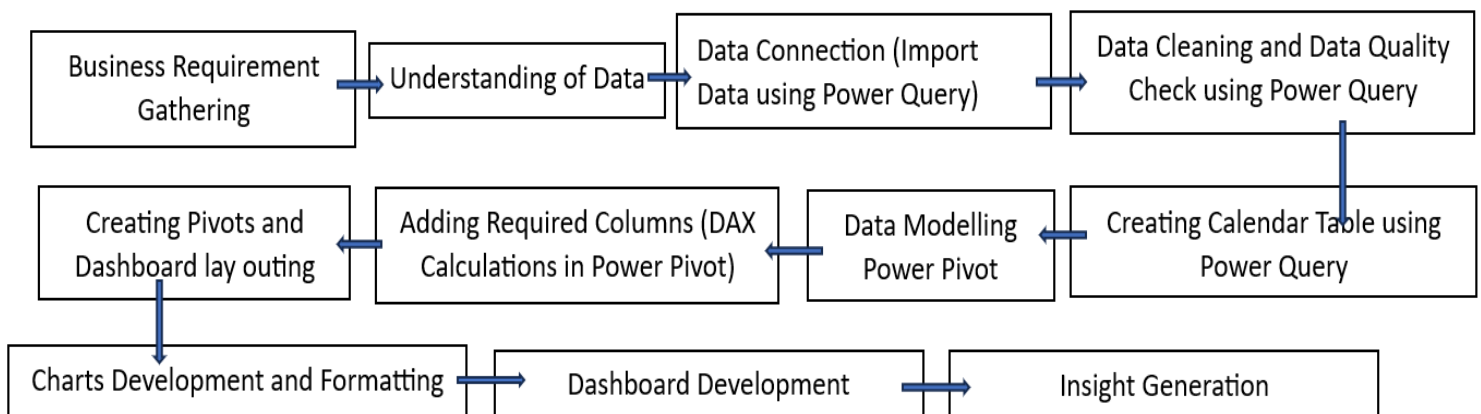 Business Requirement
Gathering
Understanding of Data
Data Connection (Import
Data using Power Query)
Data Cleaning and Data Quality
Check using Power Query
Creating Calendar Table using
Power Query
Data Modelling
Power Pivot
Adding Required Columns (DAX
Calculations in Power Pivot)
Creating Pivots and
Dashboard lay outing
Charts Development and Formatting
Dashboard Development
Insight Generation